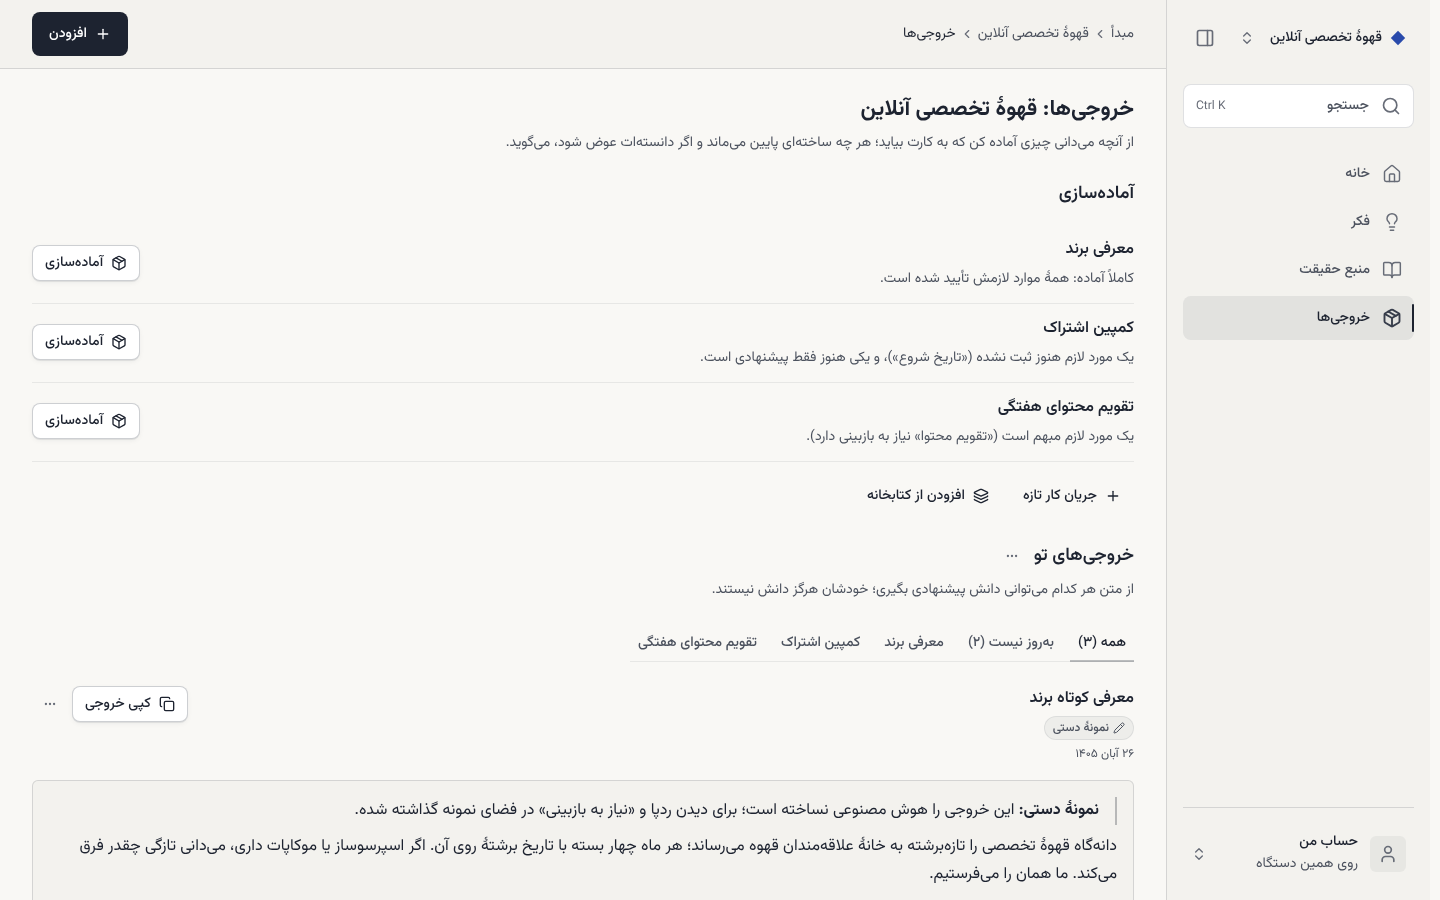 قهوهٔ تخصصی آنلاین
جستجو
Ctrl K
خانه
فکر
منبع حقیقت
خروجی‌ها
حساب من
روی همین دستگاه
مبدأ › قهوهٔ تخصصی آنلاین › خروجی‌ها
افزودن
خروجی‌ها: قهوهٔ تخصصی آنلاین
از آنچه می‌دانی چیزی آماده کن که به کارت بیاید؛ هر چه ساخته‌ای پایین می‌ماند و اگر دانسته‌ات عوض شود، می‌گوید.
آماده‌سازی
معرفی برند
کاملاً آماده: همهٔ موارد لازمش تأیید شده است.
آماده‌سازی
کمپین اشتراک
یک مورد لازم هنوز ثبت نشده («تاریخ شروع»)، و یکی هنوز فقط پیشنهادی است.
آماده‌سازی
تقویم محتوای هفتگی
یک مورد لازم مبهم است («تقویم محتوا» نیاز به بازبینی دارد).
آماده‌سازی
جریان کار تازه
افزودن از کتابخانه
خروجی‌های تو
از متن هر کدام می‌توانی دانش پیشنهادی بگیری؛ خودشان هرگز دانش نیستند.
همه (۳)
به‌روز نیست (۲)
معرفی برند
کمپین اشتراک
تقویم محتوای هفتگی
معرفی کوتاه برند
نمونهٔ دستی
۲۶ آبان ۱۴۰۵
کپی خروجی
نمونهٔ دستی: این خروجی را هوش مصنوعی نساخته است؛ برای دیدن ردپا و «نیاز به بازبینی» در فضای نمونه گذاشته شده.
دانه‌گاه قهوهٔ تخصصی را تازه‌برشته به خانهٔ علاقه‌مندان قهوه می‌رساند؛ هر ماه چهار بسته با تاریخ برشتهٔ روی آن. اگر اسپرسوساز یا موکاپات داری، می‌دانی تازگی چقدر فرق
می‌کند. ما همان را می‌فرستیم.